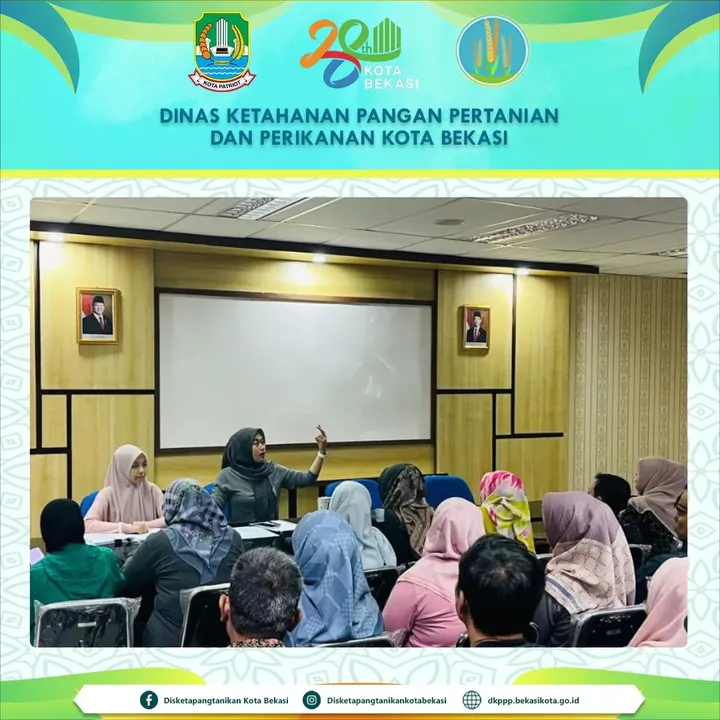 KOTA PATRIOT
28th
KOTA
BEKASI
DINAS KETAHANAN PANGAN PERTANIAN
DAN PERIKANAN KOTA BEKASI
Disketapangtanikan Kota Bekasi
Disketapangtanikankotabekasi
dkppp.bekasikota.go.id